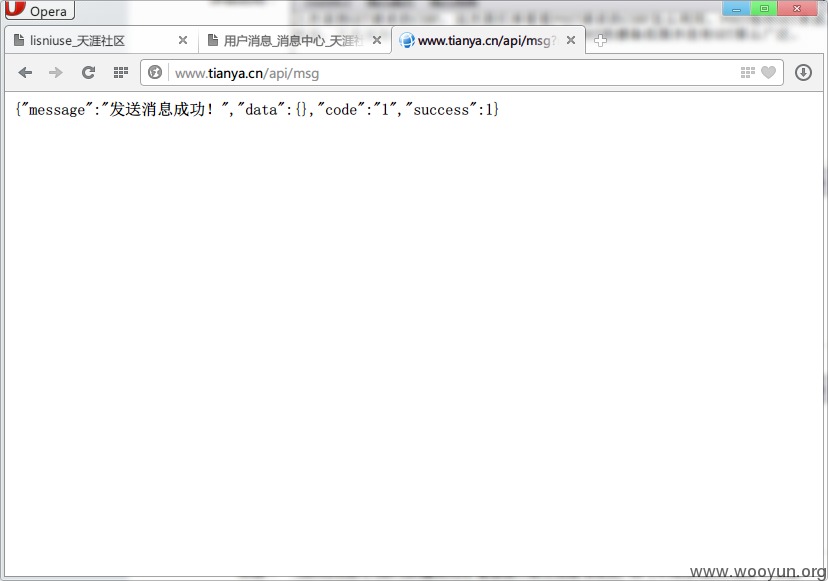 Opera
lisniuse_天涯社区
用户消息_消息中心_天涯社
www.tianya.cn/api/msg?
www.tianya.cn/api/msg
{"message":"发送消息成功！","data":{},"code":"1","success":1}
www.wooyun.org